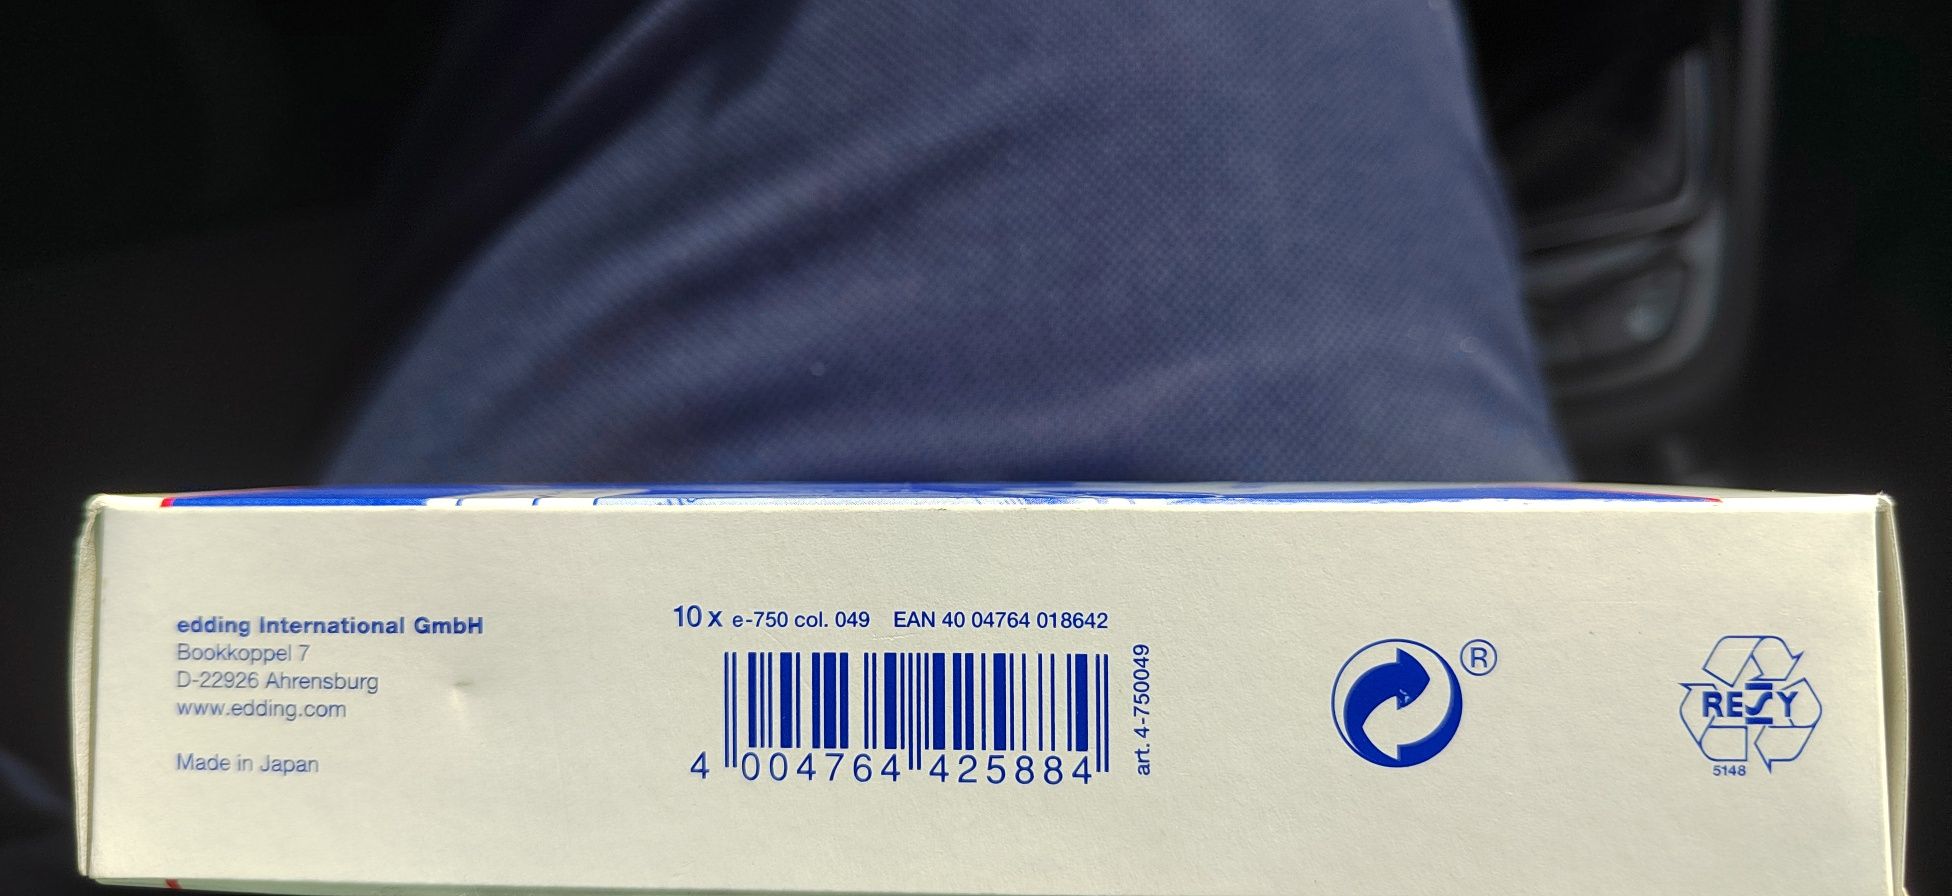 edding International GmbH
Bookkoppel 7
D-22926 Ahrensburg
www.edding.com
Made in Japan
10 x e-750 col. 049 EAN 40 04764 018642
4 004764 425884
art. 4-750049
®
RESY
5148